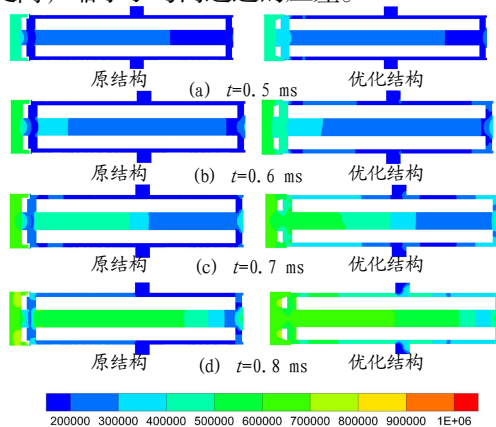 原结构 优化结构
(a) t=0.5 ms
原结构 优化结构
(b) t=0.6 ms
原结构 优化结构
(c) t=0.7 ms
原结构 优化结构
(d) t=0.8 ms
200000 300000 400000 500000 600000 700000 800000 900000 1E+06